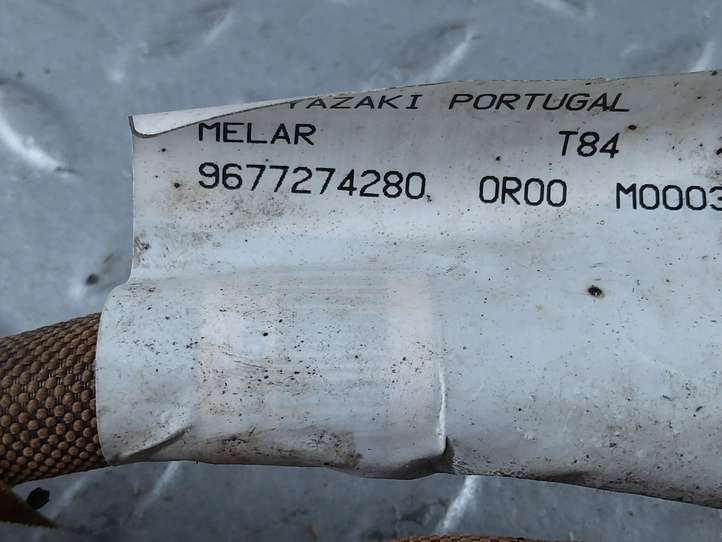 YAZAKI PORTUGAL
MELAR T84
9677274280 0R00 M0003